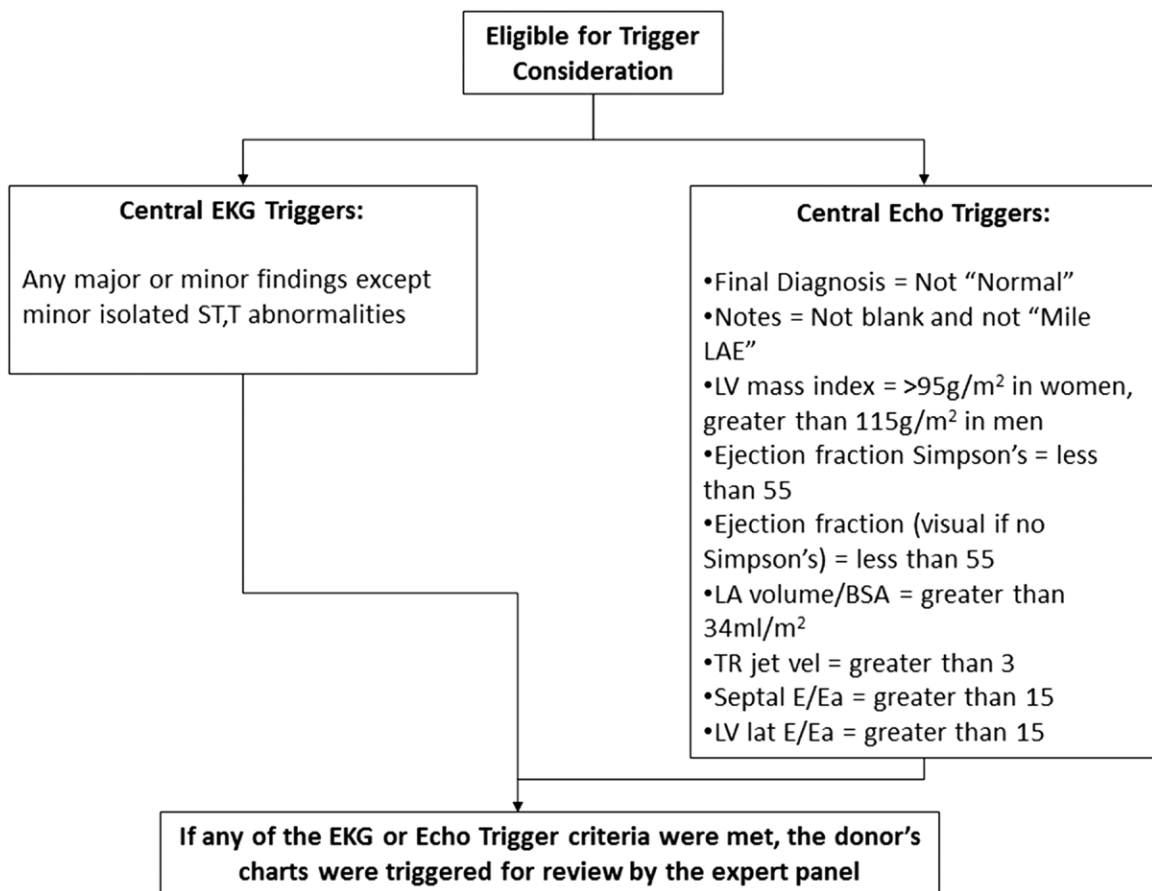 Eligible for Trigger
Consideration
Central EKG Triggers:
Any major or minor findings except
minor isolated ST,T abnormalities
Central Echo Triggers:
•Final Diagnosis = Not “Normal”
•Notes = Not blank and not “Mile
LAE”
•LV mass index = >95g/m² in women,
greater than 115g/m² in men
•Ejection fraction Simpson’s = less
than 55
•Ejection fraction (visual if no
Simpson’s) = less than 55
•LA volume/BSA = greater than
34ml/m²
•TR jet vel = greater than 3
•Septal E/Ea = greater than 15
•LV lat E/Ea = greater than 15
If any of the EKG or Echo Trigger criteria were met, the donor’s
charts were triggered for review by the expert panel